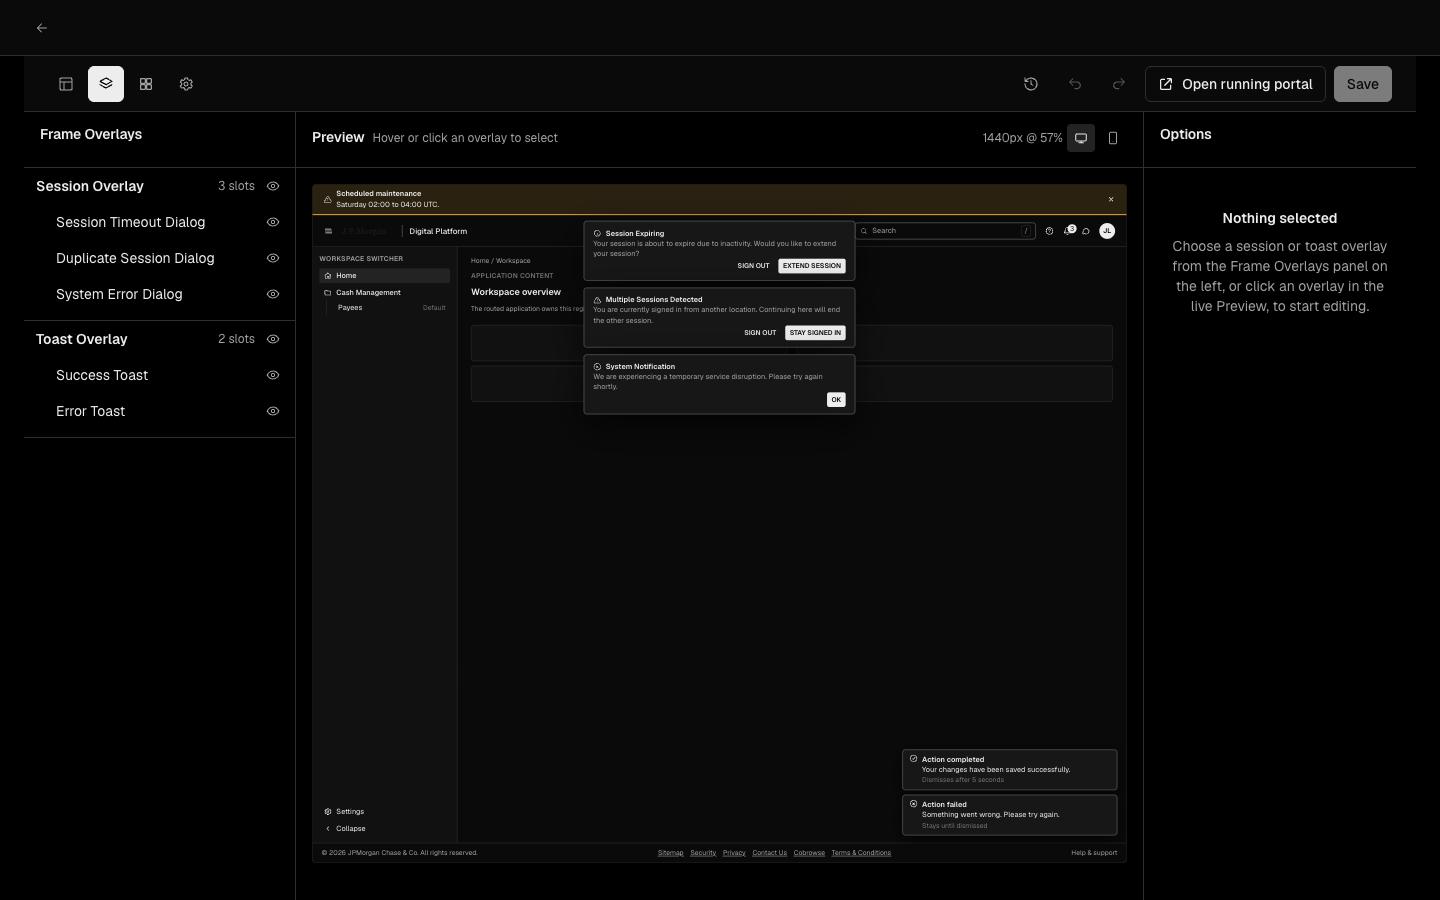 Open running portal
Save
Frame Overlays
Preview
Hover or click an overlay to select
1440px @ 57%
Options
Session Overlay
3 slots
Session Timeout Dialog
Duplicate Session Dialog
System Error Dialog
Toast Overlay
2 slots
Success Toast
Error Toast
Scheduled maintenance
Saturday 02:00 to 04:00 UTC.
J.P. Morgan
Digital Platform
Search
/
3
JL
WORKSPACE SWITCHER
Home
Cash Management
Payees
Default
Home / Workspace
APPLICATION CONTENT
Workspace overview
The routed application owns this reg
Session Expiring
Your session is about to expire due to inactivity. Would you like to extend
your session?
SIGN OUT
EXTEND SESSION
Multiple Sessions Detected
You are currently signed in from another location. Continuing here will end
the other session.
SIGN OUT
STAY SIGNED IN
System Notification
We are experiencing a temporary service disruption. Please try again
shortly.
OK
Action completed
Your changes have been saved successfully.
Dismisses after 5 seconds
Action failed
Something went wrong. Please try again.
Stays until dismissed
Settings
Collapse
© 2026 JPMorgan Chase & Co. All rights reserved.
Sitemap
Security
Privacy
Contact Us
Cobrowse
Terms & Conditions
Help & support
Nothing selected
Choose a session or toast overlay
from the Frame Overlays panel on
the left, or click an overlay in the
live Preview, to start editing.